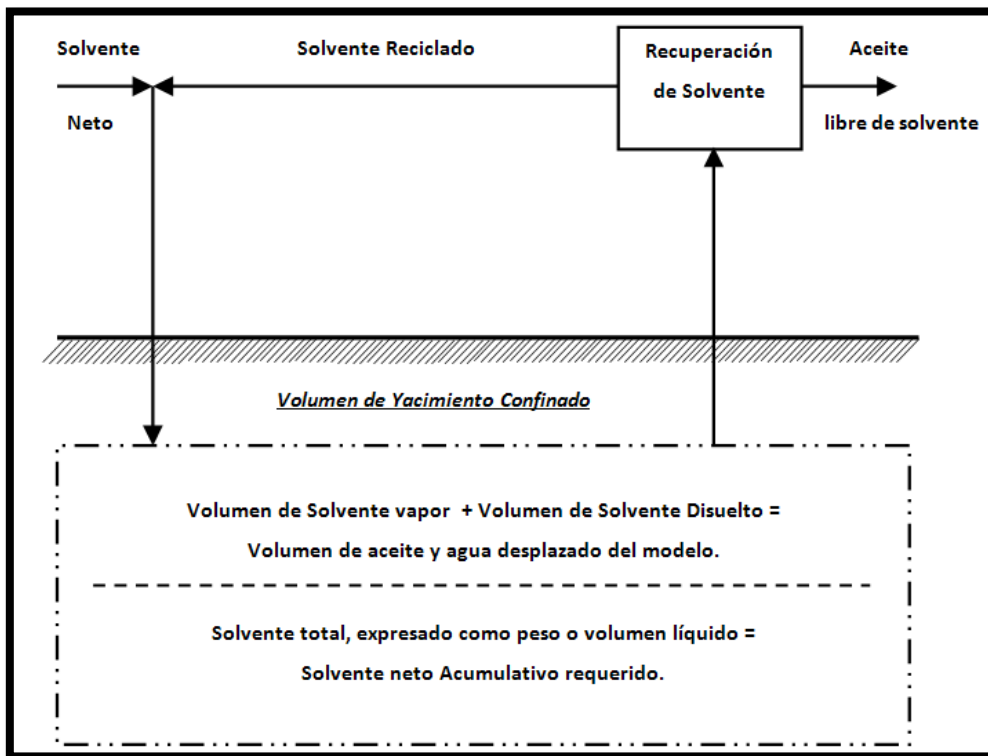 Solvente
Neto
Solvente Reciclado
Recuperación
de Solvente
Aceite
libre de solvente
Volumen de Yacimiento Confinado
Volumen de Solvente vapor + Volumen de Solvente Disuelto =
Volumen de aceite y agua desplazado del modelo.
Solvente total, expresado como peso o volumen líquido =
Solvente neto Acumulativo requerido.